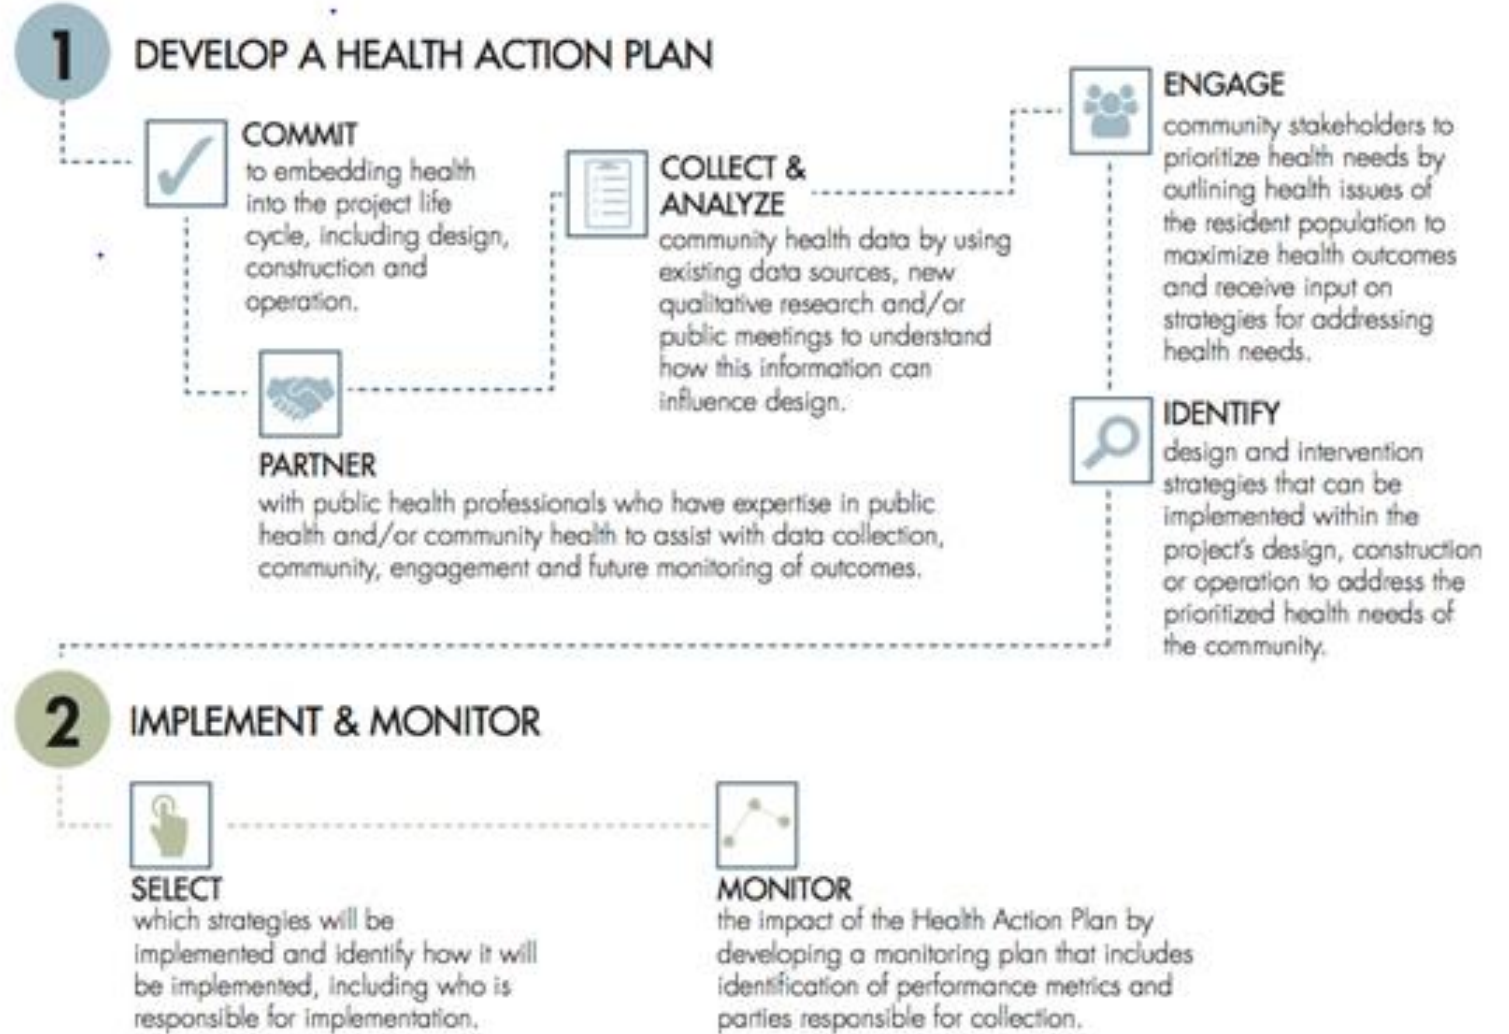 1
DEVELOP A HEALTH ACTION PLAN
COMMIT
to embedding health
into the project life
cycle, including design,
construction and
operation.
PARTNER
with public health professionals who have expertise in public
health and/or community health to assist with data collection,
community, engagement and future monitoring of outcomes.
COLLECT &
ANALYZE
community health data by using
existing data sources, new
qualitative research and/or
public meetings to understand
how this information can
influence design.
ENGAGE
community stakeholders to
prioritize health needs by
outlining health issues of
the resident population to
maximize health outcomes
and receive input on
strategies for addressing
health needs.
IDENTIFY
design and intervention
strategies that can be
implemented within the
project's design, construction
or operation to address the
prioritized health needs of
the community.
2
IMPLEMENT & MONITOR
SELECT
which strategies will be
implemented and identify how it will
be implemented, including who is
responsible for implementation.
MONITOR
the impact of the Health Action Plan by
developing a monitoring plan that includes
identification of performance metrics and
parties responsible for collection.